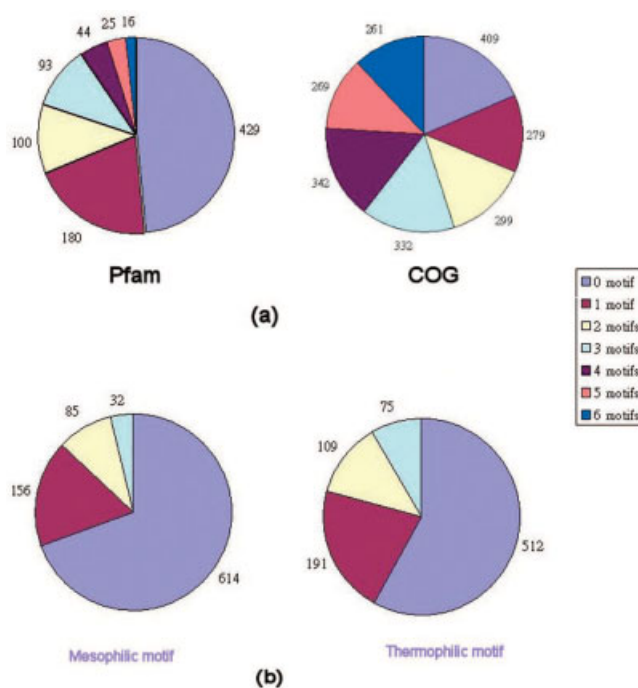 44 25 16
93
429
100
180
Pfam
261 409
269
279
342
299
332
COG
(a)
0 motif
1 motif
2 motifs
3 motifs
4 motifs
5 motifs
6 motifs
32
85
156
614
Mesophilic motif
75
109
512
191
Thermophilic motif
(b)